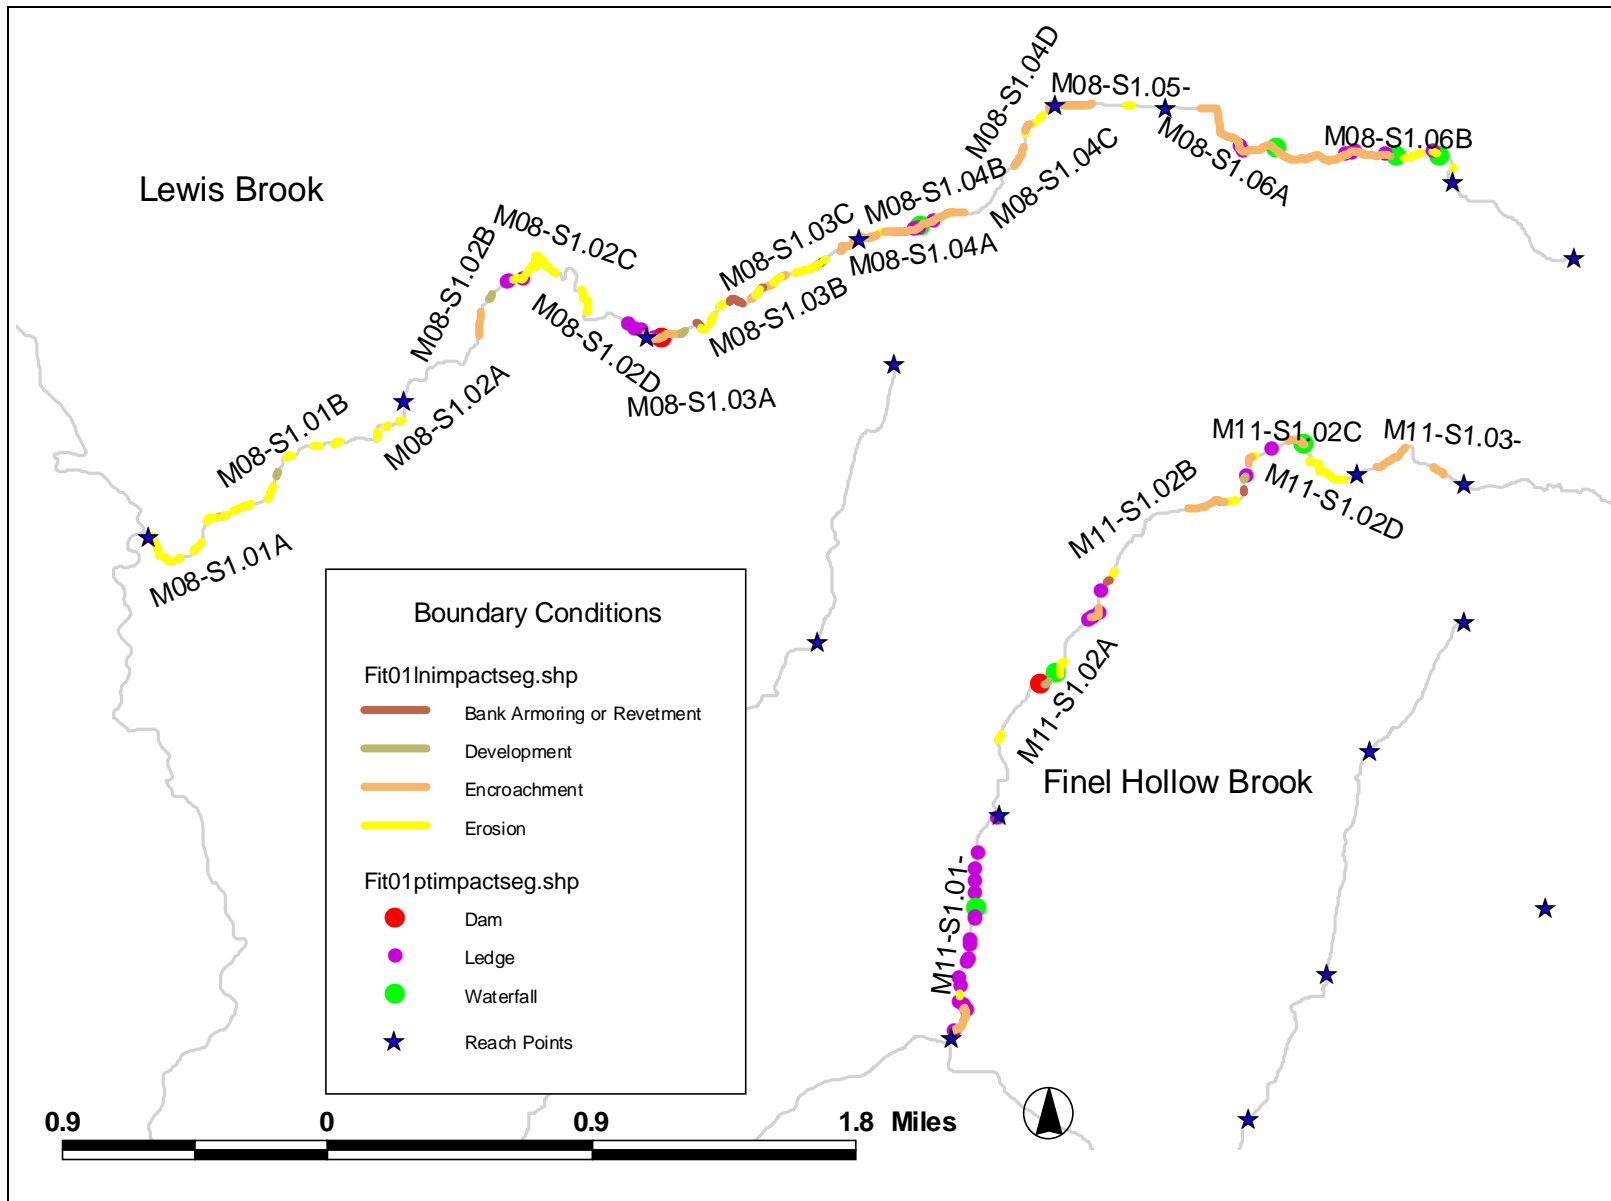 M08-S1.04D
M08-S1.05-
M08-S1.06B
M08-S1.06A
M08-S1.04C
M08-S1.04B
M08-S1.04A
Lewis Brook
M08-S1.02C
M08-S1.03C
M08-S1.02B
M08-S1.03B
M08-S1.02D
M08-S1.03A
M08-S1.02A
M08-S1.01B
M08-S1.01A
M11-S1.02C
M11-S1.03-
M11-S1.02B
M11-S1.02D
M11-S1.02A
Finel Hollow Brook
M11-S1.01-
Boundary Conditions
Fit01lnimpactseg.shp
Bank Armoring or Revetment
Development
Encroachment
Erosion
Fit01ptimpactseg.shp
Dam
Ledge
Waterfall
Reach Points
0.9 0 0.9 1.8 Miles